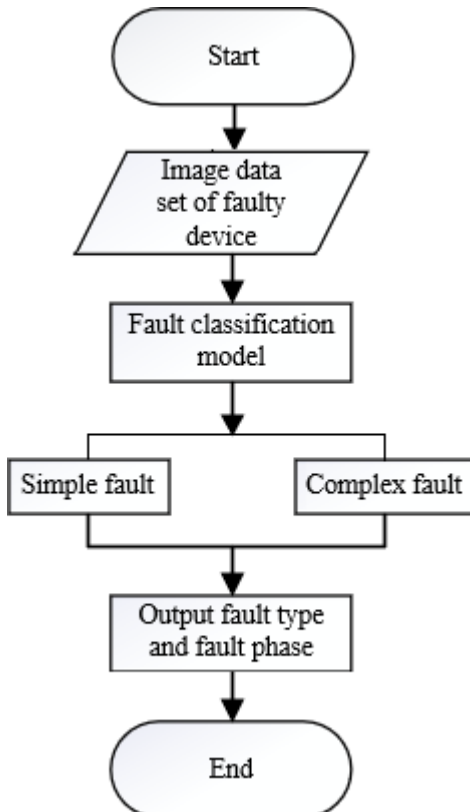 Start
Image data
set of faulty
device
Fault classification
model
Simple fault
Complex fault
Output fault type
and fault phase
End